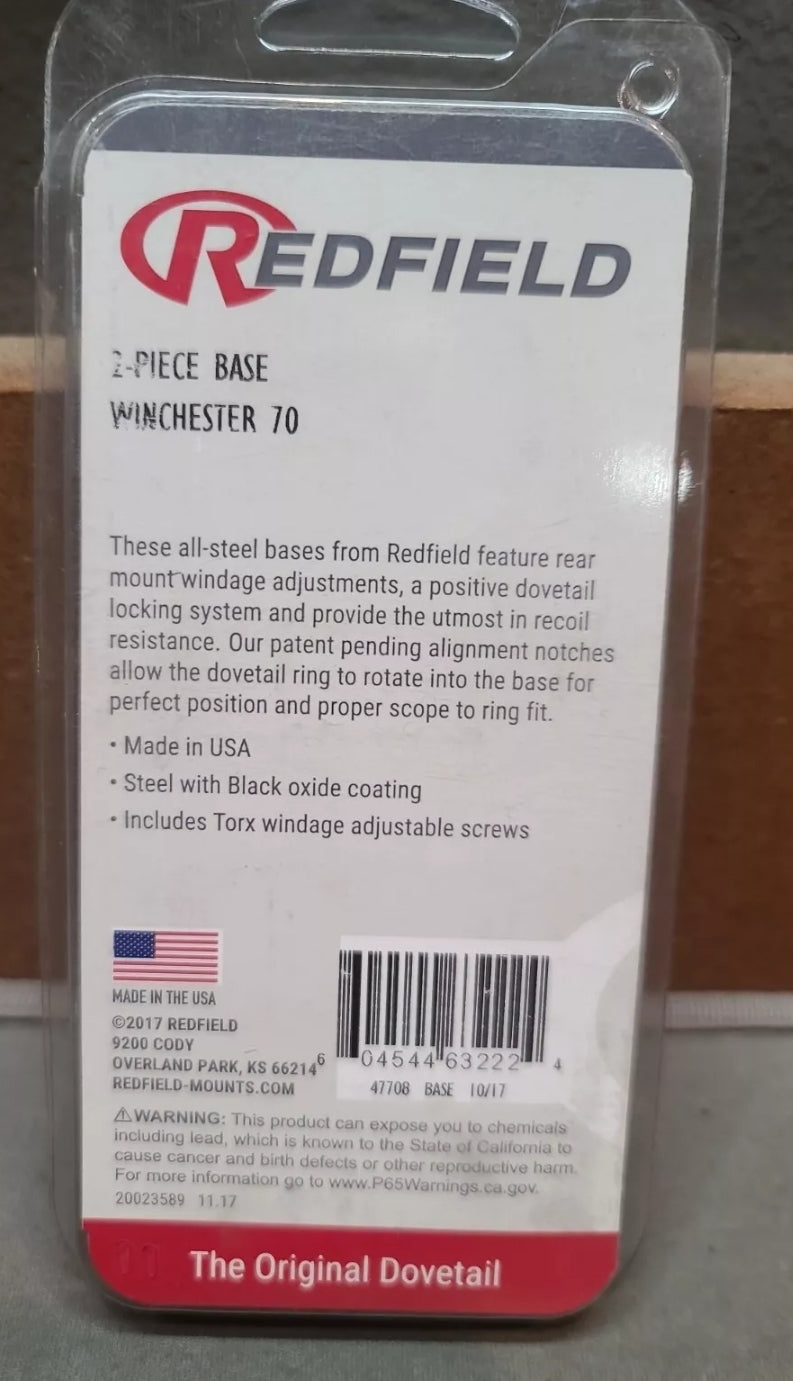 REDFIELD
2-PIECE BASE
WINCHESTER 70
These all-steel bases from Redfield feature rear
mount windage adjustments, a positive dovetail
locking system and provide the utmost in recoil
resistance. Our patent pending alignment notches
allow the dovetail ring to rotate into the base for
perfect position and proper scope to ring fit.
• Made in USA
• Steel with Black oxide coating
• Includes Torx windage adjustable screws
MADE IN THE USA
©2017 REDFIELD
9200 CODY
OVERLAND PARK, KS 66214
REDFIELD-MOUNTS.COM
6 04544 63222 4
47708 BASE 10/17
⚠WARNING: This product can expose you to chemicals
including lead, which is known to the State of California to
cause cancer and birth defects or other reproductive harm.
For more information go to www.P65Warnings.ca.gov.
20023589 11.17
The Original Dovetail